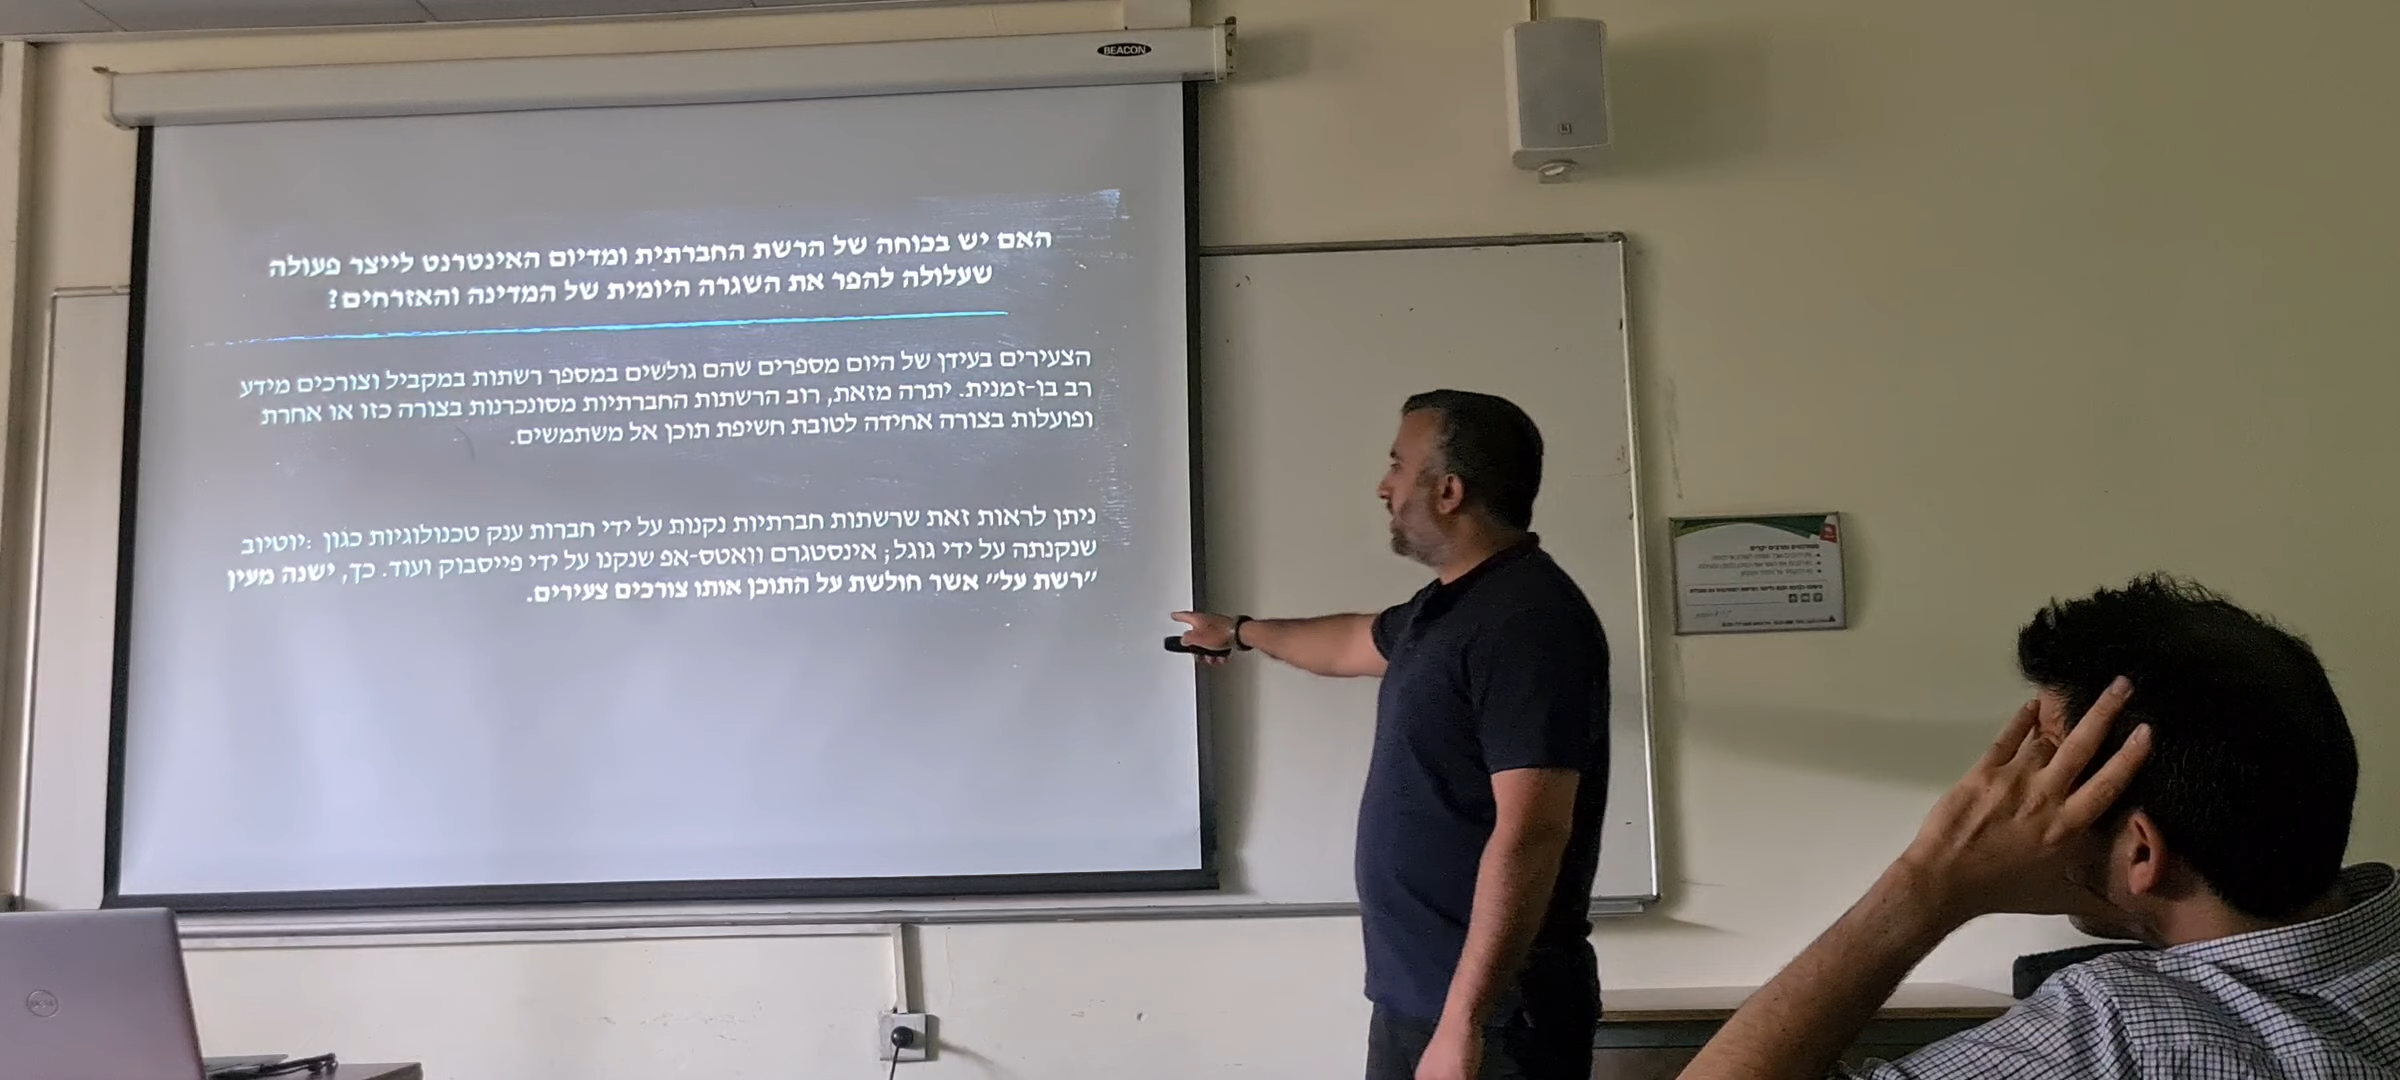 BEACON
האם יש בכוחה של הרשת החברתית ומדיום האינטרנט לייצר פעולה
שעלולה להפר את השגרה היומית של המדינה והאזרחים?
הצעירים בעידן של היום מספרים שהם גולשים במספר רשתות במקביל וצורכים מידע
רב בו-זמנית. יתרה מזאת, רוב הרשתות החברתיות מסונכרנות בצורה כזו או אחרת
ופועלות בצורה אחידה לטובת חשיפת תוכן אל משתמשים.
ניתן לראות זאת שרשתות חברתיות נקנות על ידי חברות ענק טכנולוגיות כגון :יוטיוב
שנקנתה על ידי גוגל; אינסטגרם וואטס-אפ שנקנו על ידי פייסבוק ועוד. כך, ישנה מעין
"רשת על" אשר חולשת על התוכן אותו צורכים צעירים.
DELL